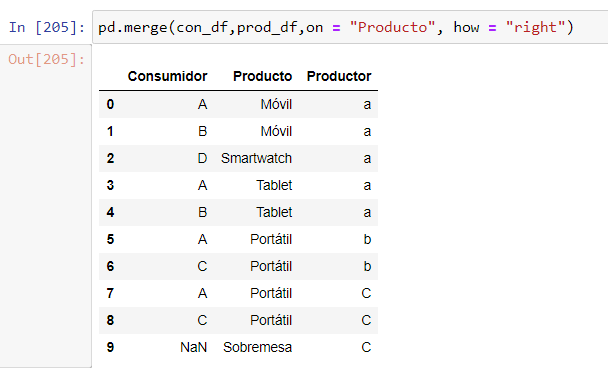 In [205]: pd.merge(con_df,prod_df,on = "Producto", how = "right")
Out[205]:
Consumidor Producto Productor
0 A Móvil a
1 B Móvil a
2 D Smartwatch a
3 A Tablet a
4 B Tablet a
5 A Portátil b
6 C Portátil b
7 A Portátil C
8 C Portátil C
9 NaN Sobremesa C